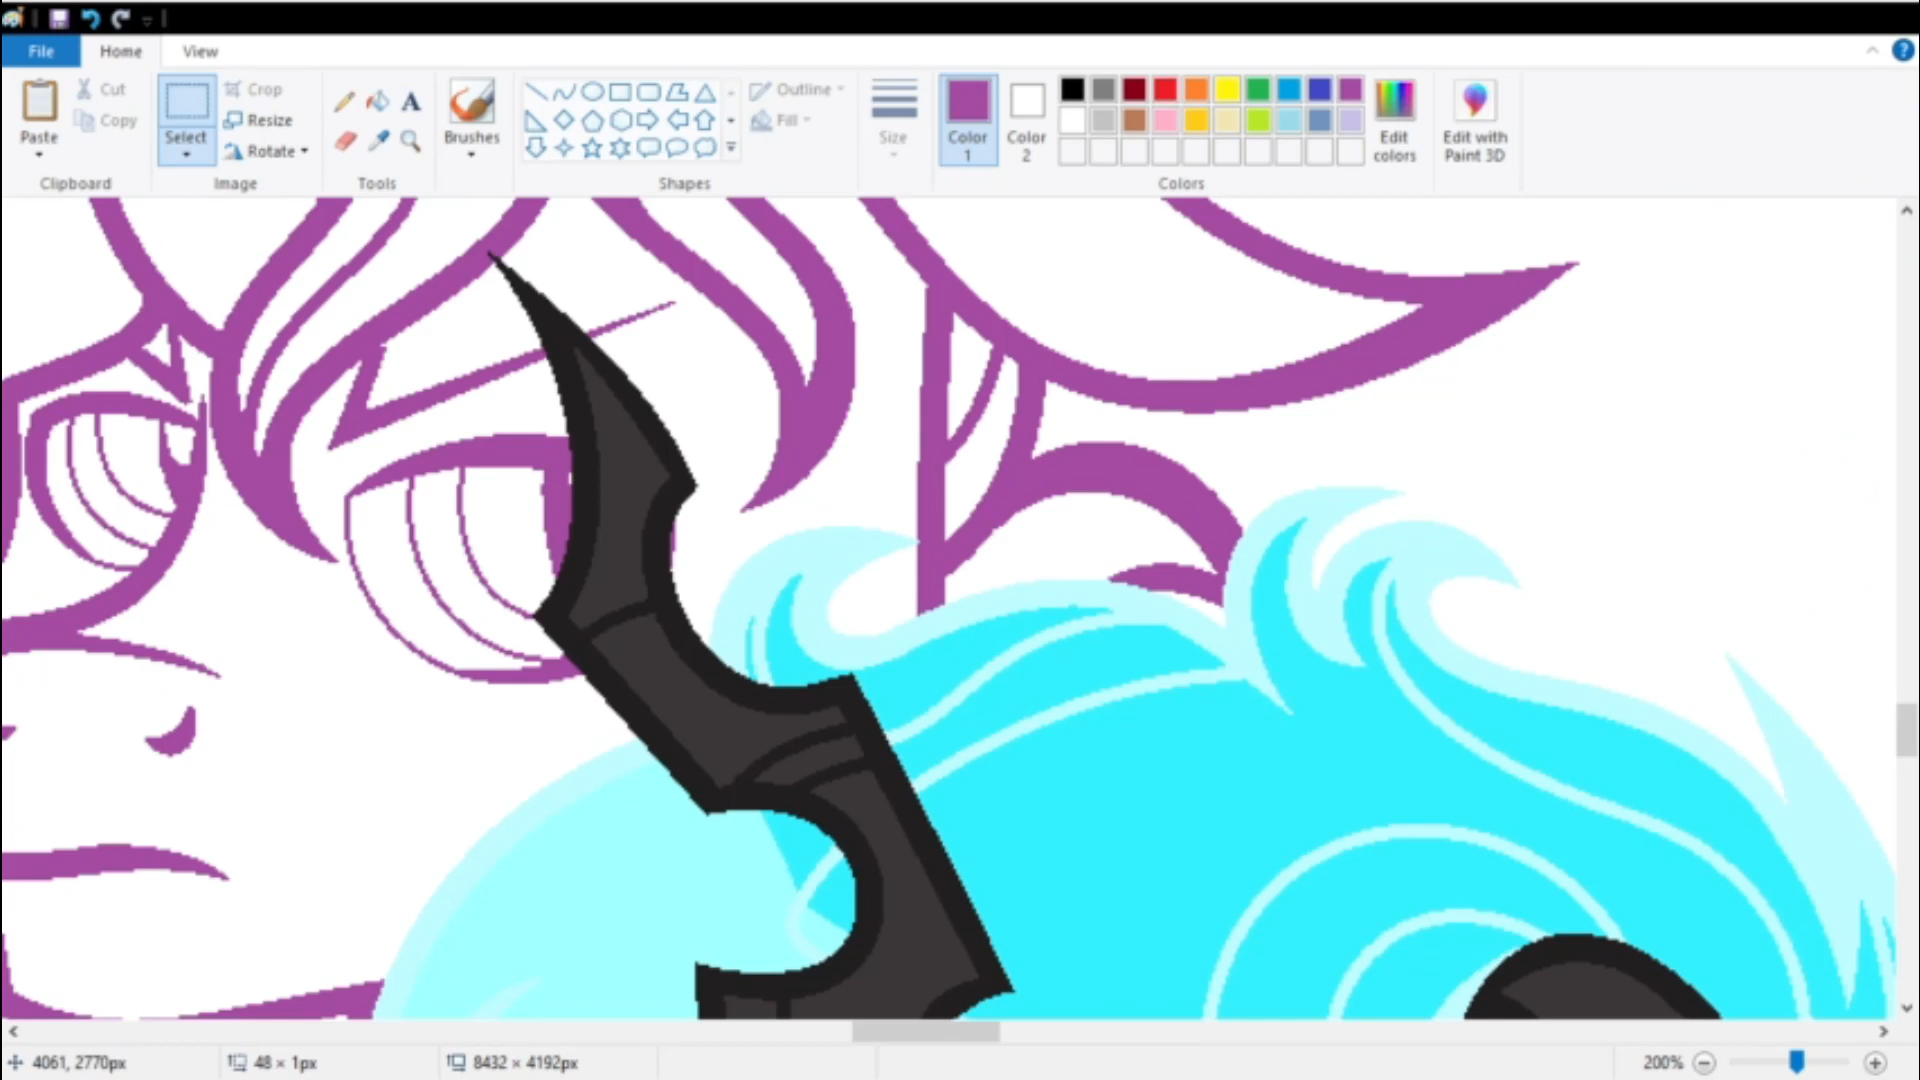 File Home View
Paste
Cut
Copy
Clipboard
Select
Crop
Resize
Rotate
Image
A
Tools
Brushes
Shapes
Outline
Fill
Size
Color 1
Color 2
Colors
Edit colors
Edit with Paint 3D
?
4061, 2770px
48 × 1px
8432 × 4192px
200%